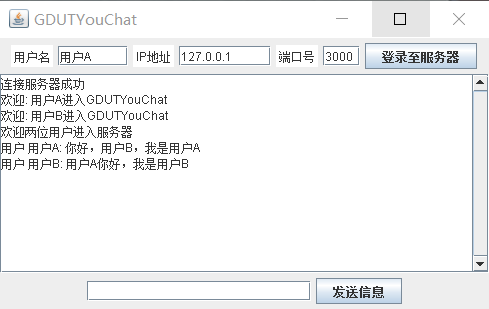 GDUTYouChat
用户名 用户A IP地址 127.0.0.1 端口号 3000 登录至服务器
连接服务器成功
欢迎: 用户A进入GDUTYouChat
欢迎: 用户B进入GDUTYouChat
欢迎两位用户进入服务器
用户 用户A: 你好，用户B，我是用户A
用户 用户B: 用户A你好，我是用户B
发送信息